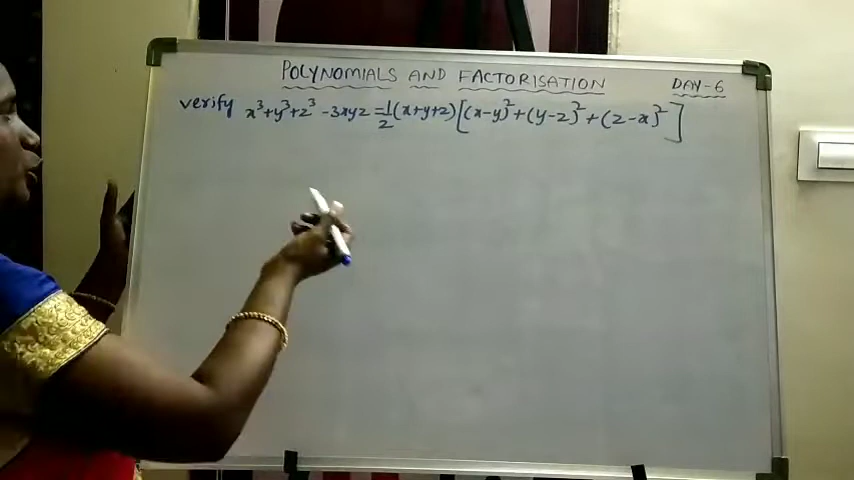 POLYNOMIALS AND FACTORISATION DAY-6
verify x³+y³+z³-3xyz=½(x+y+z)[(x-y)²+(y-z)²+(z-x)²]